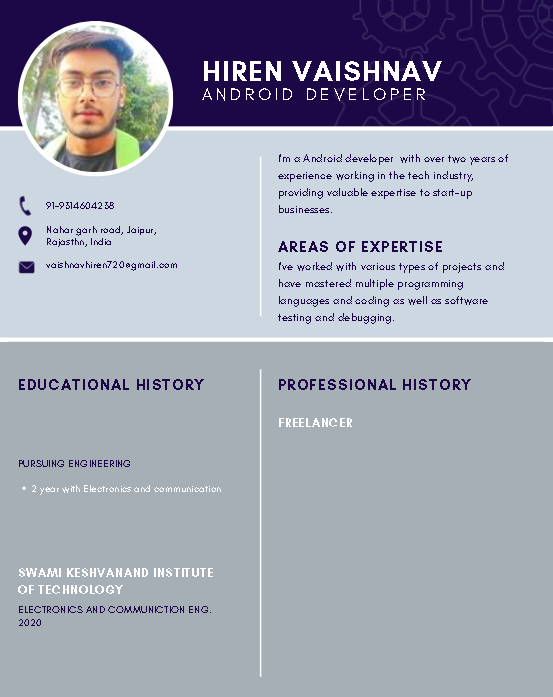 HIREN VAISHNAV
ANDROID DEVELOPER
91-9314604238
Nahar garh road, Jaipur,
Rajasthn, India
vaishnavhiren720@gmail.com
I'm a Android developer with over two years of
experience working in the tech industry,
providing valuable expertise to start-up
businesses.
AREAS OF EXPERTISE
I've worked with various types of projects and
have mastered multiple programming
languages and coding as well as software
testing and debugging.
EDUCATIONAL HISTORY
PURSUING ENGINEERING
• 2 year with Electronics and communication
SWAMI KESHVANAND INSTITUTE
OF TECHNOLOGY
ELECTRONICS AND COMMUNICTION ENG.
2020
PROFESSIONAL HISTORY
FREELANCER